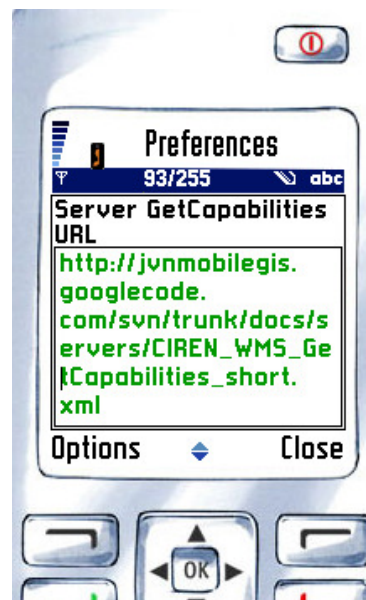 Preferences
93/255 abc
Server GetCapabilities
URL
http://jvnmobilegis.
googlecode.
com/svn/trunk/docs/s
ervers/CIREN_WMS_Ge
tCapabilities_short.
xml
Options Close
OK